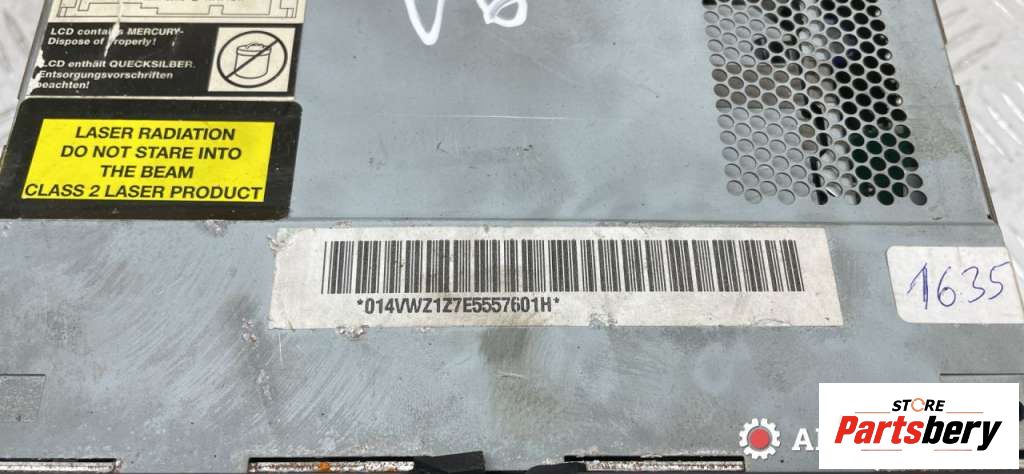 V6
LCD contains MERCURY-
Dispose of Properly!
LCD enthält QUECKSILBER.
Entsorgungsvorschriften
beachten!
LASER RADIATION
DO NOT STARE INTO
THE BEAM
CLASS 2 LASER PRODUCT
*014VWZ1Z7E5557601H*
1635
STORE
Partsbery